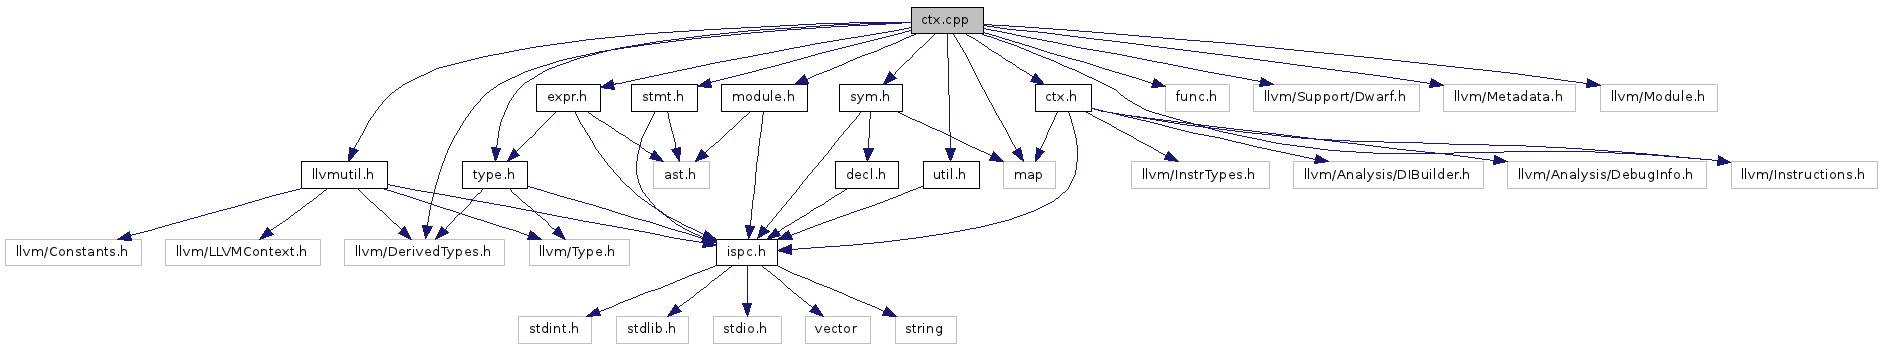 ctx.cpp
expr.h
stmt.h
module.h
sym.h
ctx.h
func.h
llvm/Support/Dwarf.h
llvm/Metadata.h
llvm/Module.h
llvmutil.h
type.h
ast.h
decl.h
util.h
map
llvm/InstrTypes.h
llvm/Analysis/DIBuilder.h
llvm/Analysis/DebugInfo.h
llvm/Instructions.h
llvm/Constants.h
llvm/LLVMContext.h
llvm/DerivedTypes.h
llvm/Type.h
ispc.h
stdint.h
stdlib.h
stdio.h
vector
string